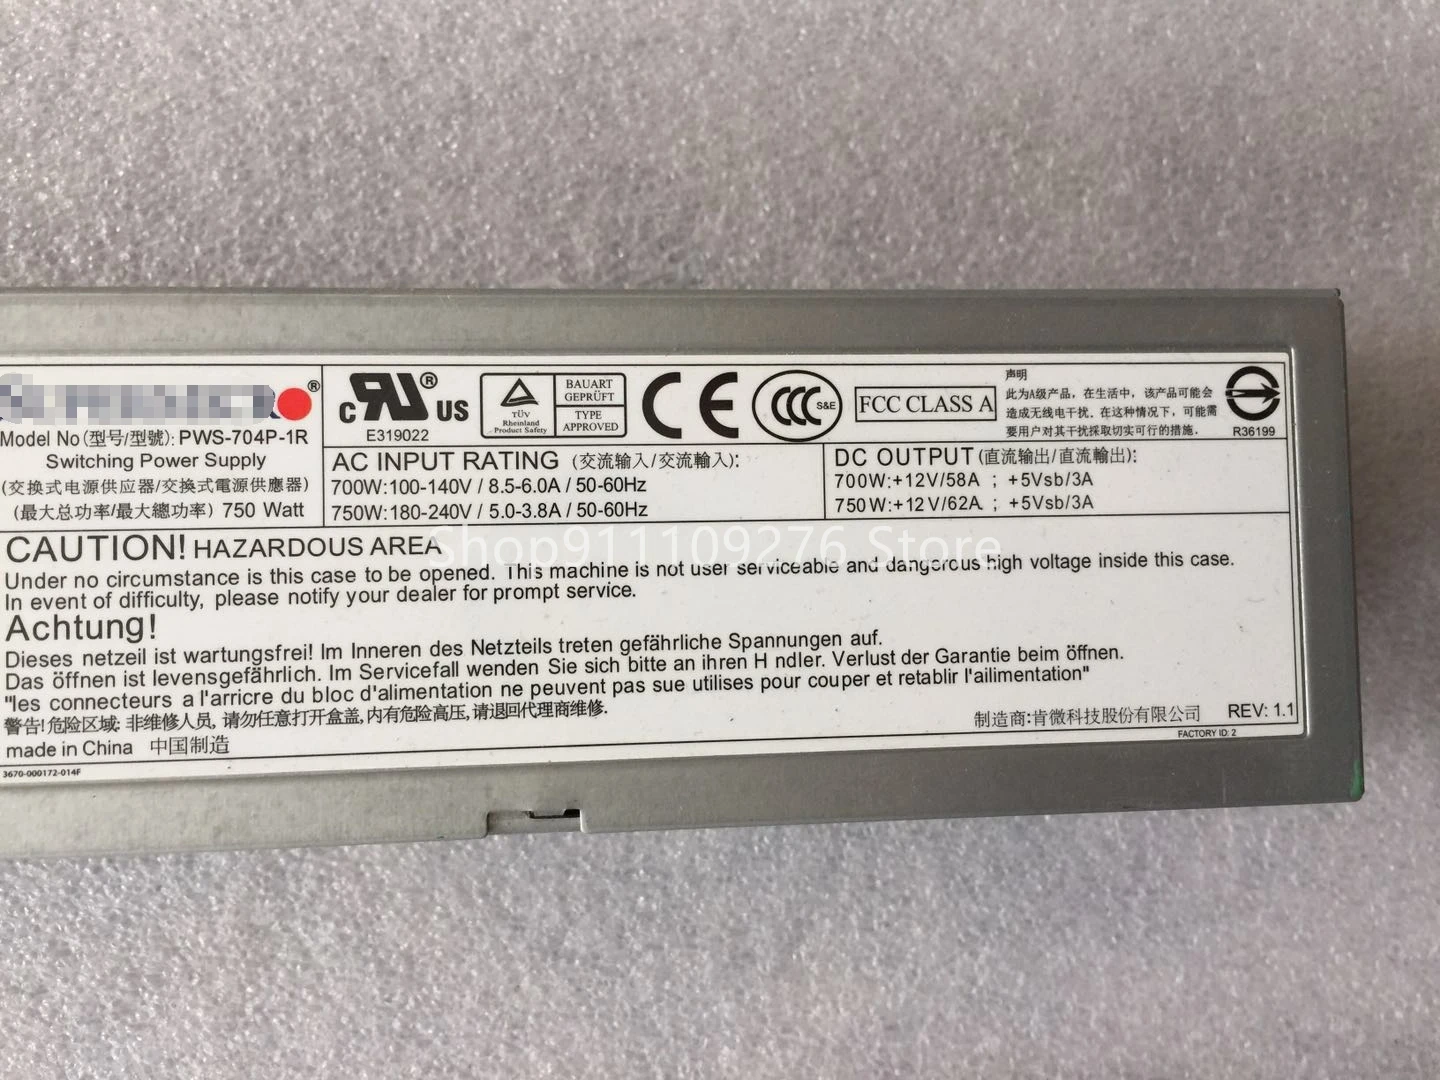 ®
Model No (型号/型號): PWS-704P-1R
Switching Power Supply
(交换式电源供应器/交換式電源供應器)
(最大总功率/最大總功率) 750 Watt
c UL ® US
E319022
TÜV
Rheinland
Product Safety
BAUART
GEPRÜFT
TYPE
APPROVED
CE
CCC S&E
FCC CLASS A
声明
此为A级产品，在生活中，该产品可能会
造成无线电干扰。在这种情况下，可能需
要用户对其干扰采取切实可行的措施．
R36199
AC INPUT RATING (交流输入/交流輸入):
700W:100-140V / 8.5-6.0A / 50-60Hz
750W:180-240V / 5.0-3.8A / 50-60Hz
DC OUTPUT (直流输出/直流輸出):
700W:+12V/58A ; +5Vsb/3A
750W:+12V/62A ; +5Vsb/3A
Shop911109276 Store
CAUTION! HAZARDOUS AREA
Under no circumstance is this case to be opened. This machine is not user serviceable and dangerous high voltage inside this case.
In event of difficulty, please notify your dealer for prompt service.
Achtung!
Dieses netzeil ist wartungsfrei! Im Inneren des Netzteils treten gefährliche Spannungen auf.
Das öffnen ist levensgefährlich. Im Servicefall wenden Sie sich bitte an ihren H ndler. Verlust der Garantie beim öffnen.
"les connecteurs a l'arricre du bloc d'alimentation ne peuvent pas sue utilises pour couper et retablir l'ailimentation"
警告!危险区域: 非维修人员, 请勿任意打开盒盖,内有危险高压,请退回代理商维修.
made in China 中国制造
制造商:肯微科技股份有限公司 REV: 1.1
FACTORY ID: 2
3670-000172-014F